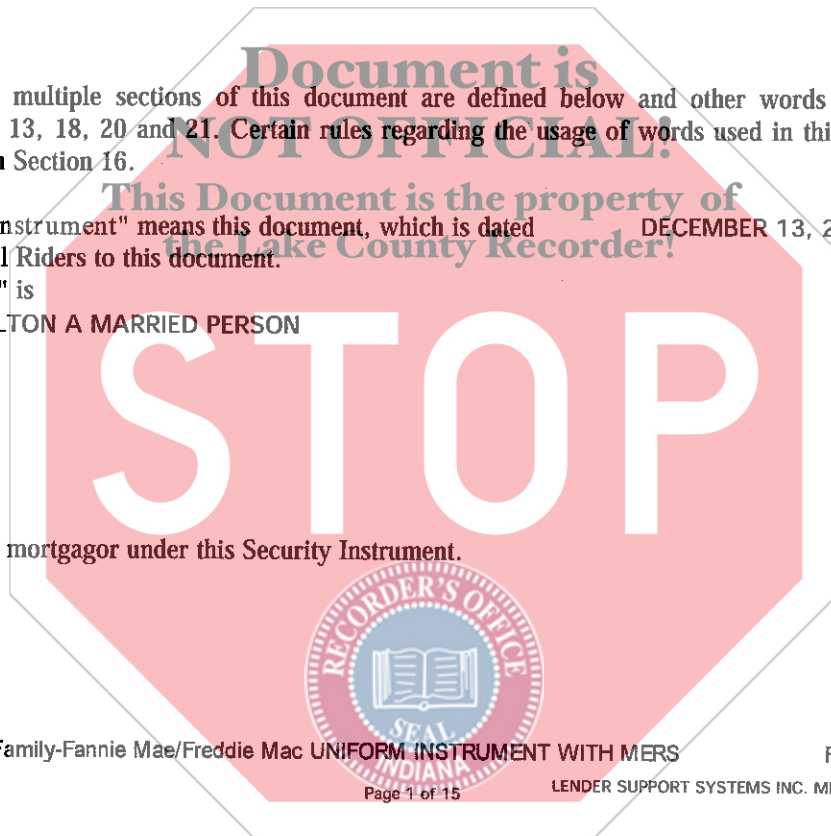 Document is
multiple sections of this document are defined below and other words
13, 18, 20 and 21. Certain rules regarding the usage of words used in thi
NOT OFFICIAL!
Section 16.
This Document is the property of
nstrument" means this document, which is dated DECEMBER 13, 2
the Lake County Recorder!
l Riders to this document.
" is
LTON A MARRIED PERSON
STOP
mortgagor under this Security Instrument.
RECORDER'S OFFICE
SEAL
INDIANA
Family-Fannie Mae/Freddie Mac UNIFORM INSTRUMENT WITH MERS F
Page 1 of 15 LENDER SUPPORT SYSTEMS INC. M